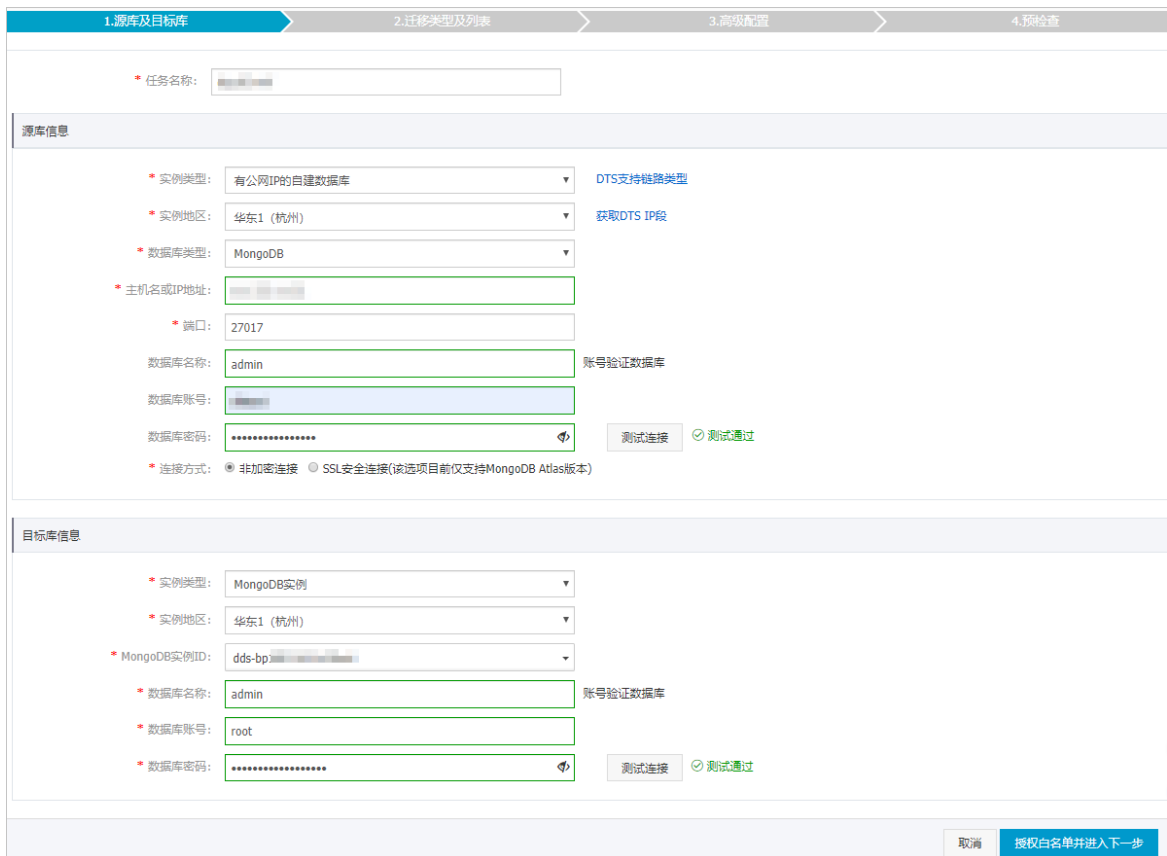 1.源库及目标库 2.迁移类型及列表 3.高级配置 4.预检查
* 任务名称:
源库信息
* 实例类型: 有公网IP的自建数据库 DTS支持链路类型
* 实例地区: 华东1（杭州） 获取DTS IP段
* 数据库类型: MongoDB
* 主机名或IP地址:
* 端口: 27017
数据库名称: admin 账号验证数据库
数据库账号:
数据库密码: •••••••••••••••• 测试连接 测试通过
* 连接方式: 非加密连接 SSL安全连接(该选项目前仅支持MongoDB Atlas版本)
目标库信息
* 实例类型: MongoDB实例
* 实例地区: 华东1（杭州）
* MongoDB实例ID: dds-bp
* 数据库名称: admin 账号验证数据库
* 数据库账号: root
* 数据库密码: •••••••••••••••••• 测试连接 测试通过
取消 授权白名单并进入下一步